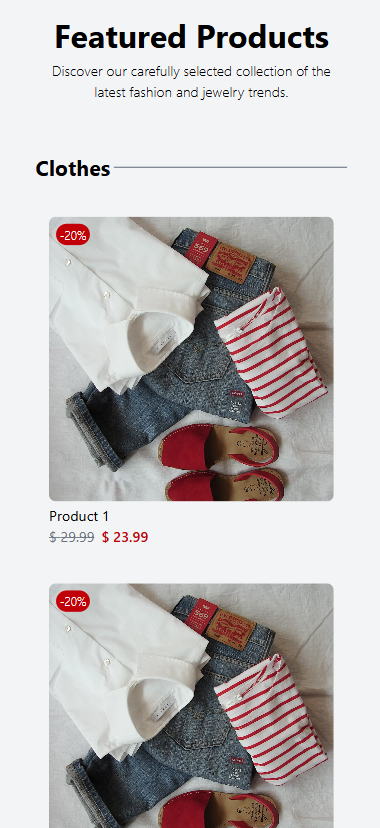 Featured Products
Discover our carefully selected collection of the
latest fashion and jewelry trends.
Clothes
-20%
Product 1
$ 29.99 $ 23.99
-20%